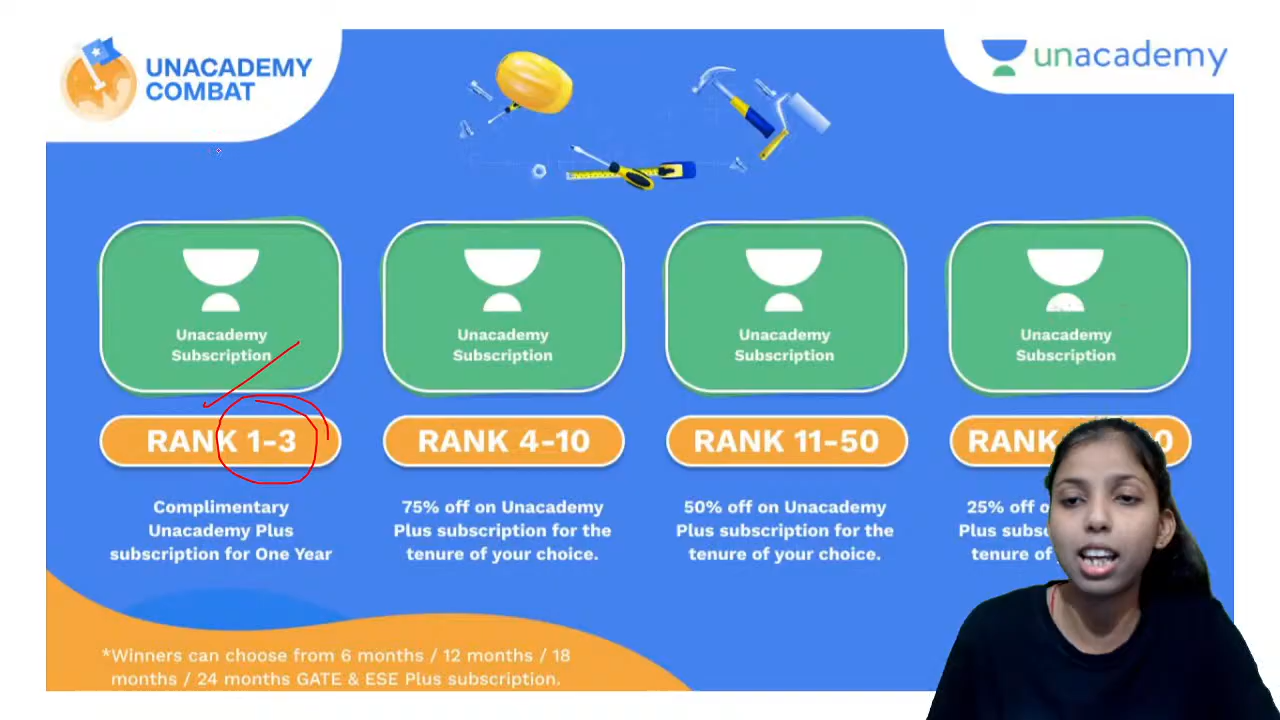 UNACADEMY
COMBAT
unacademy
Unacademy
Subscription
Unacademy
Subscription
Unacademy
Subscription
Unacademy
Subscription
RANK 1-3
RANK 4-10
RANK 11-50
RANK
Complimentary
Unacademy Plus
subscription for One Year
75% off on Unacademy
Plus subscription for the
tenure of your choice.
50% off on Unacademy
Plus subscription for the
tenure of your choice.
25% off
Plus
tenure of
*Winners can choose from 6 months / 12 months / 18
months / 24 months GATE & ESE Plus subscription.